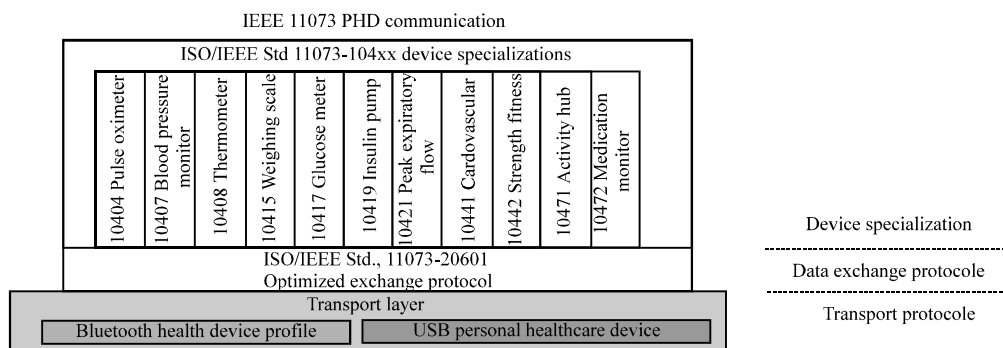 IEEE 11073 PHD communication
ISO/IEEE Std 11073-104xx device specializations
10404 Pulse oximeter
10407 Blood pressure
monitor
10408 Thermometer
10415 Weighing scale
10417 Glucose meter
10419 Insulin pump
10421 Peak expiratory
flow
10441 Cardovascular
10442 Strength fitness
10471 Activity hub
10472 Medication
monitor
ISO/IEEE Std., 11073-20601
Optimized exchange protocol
Transport layer
Bluetooth health device profile
USB personal healthcare device
Device specialization
Data exchange protocole
Transport protocole